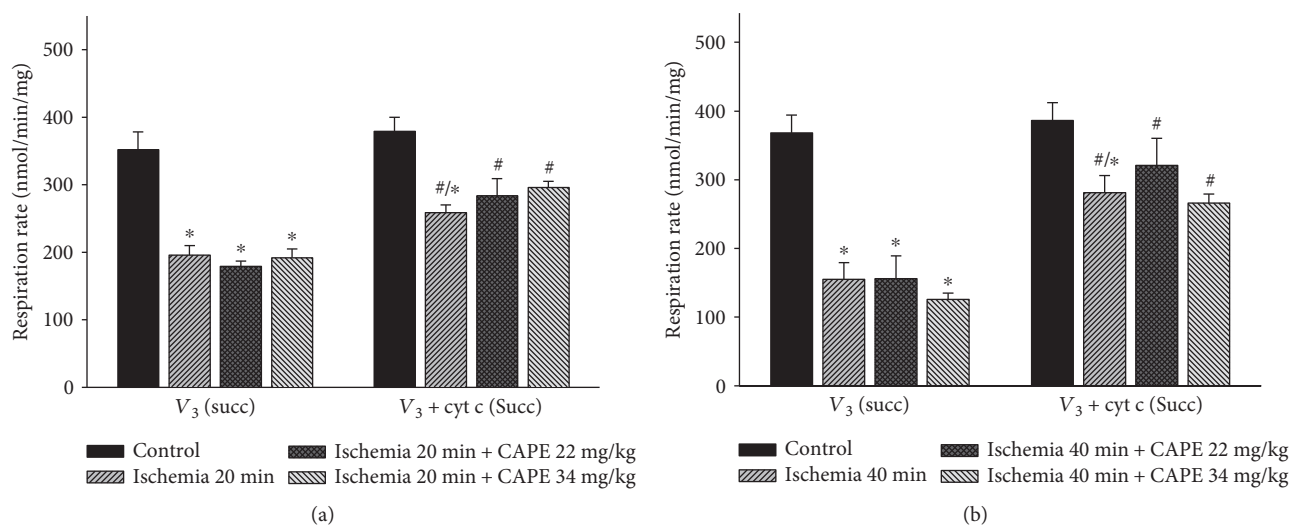 Respiration rate (nmol/min/mg)
500
400
300
200
100
0
*
*
*
#/*
#
#
V3 (succ)
V3 + cyt c (Succ)
Control
Ischemia 20 min
Ischemia 20 min + CAPE 22 mg/kg
Ischemia 20 min + CAPE 34 mg/kg
(a)
Respiration rate (nmol/min/mg)
500
400
300
200
100
0
*
*
*
#/*
#
#
V3 (succ)
V3 + cyt c (Succ)
Control
Ischemia 40 min
Ischemia 40 min + CAPE 22 mg/kg
Ischemia 40 min + CAPE 34 mg/kg
(b)